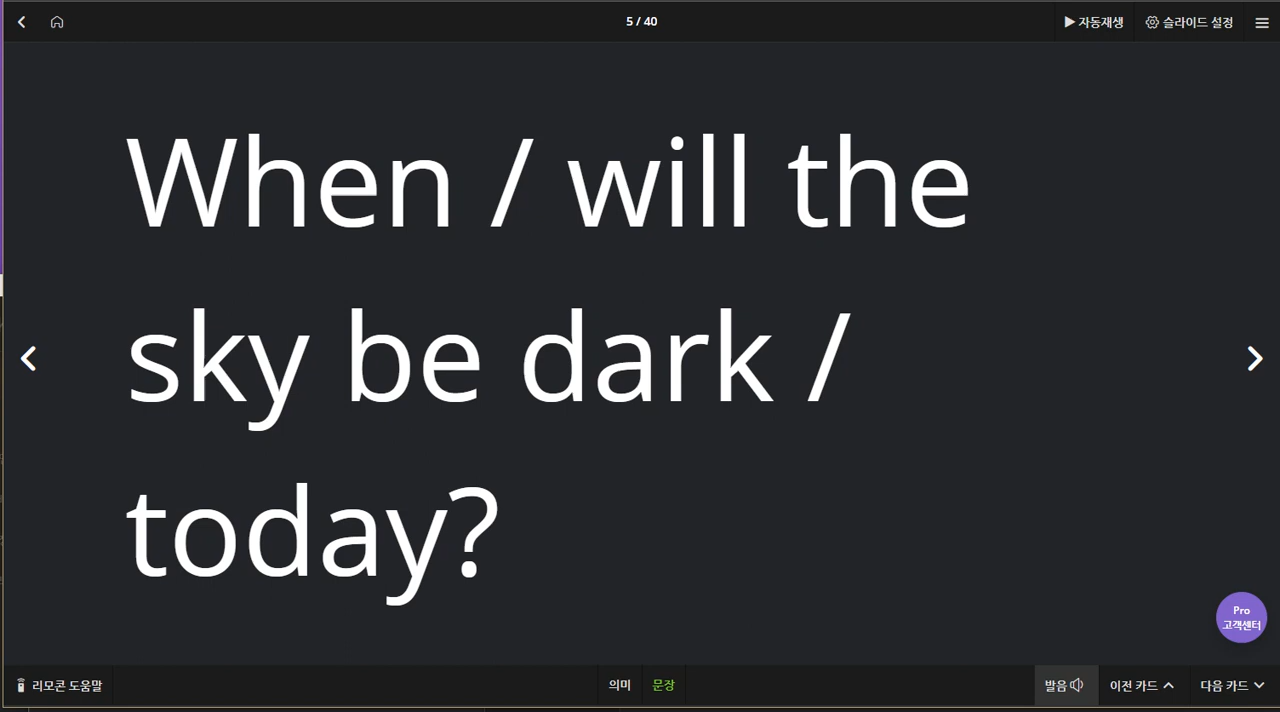 5 / 40
자동재생
슬라이드 설정
When / will the
sky be dark /
today?
Pro
고객센터
리모콘 도움말
의미
문장
발음
이전 카드
다음 카드